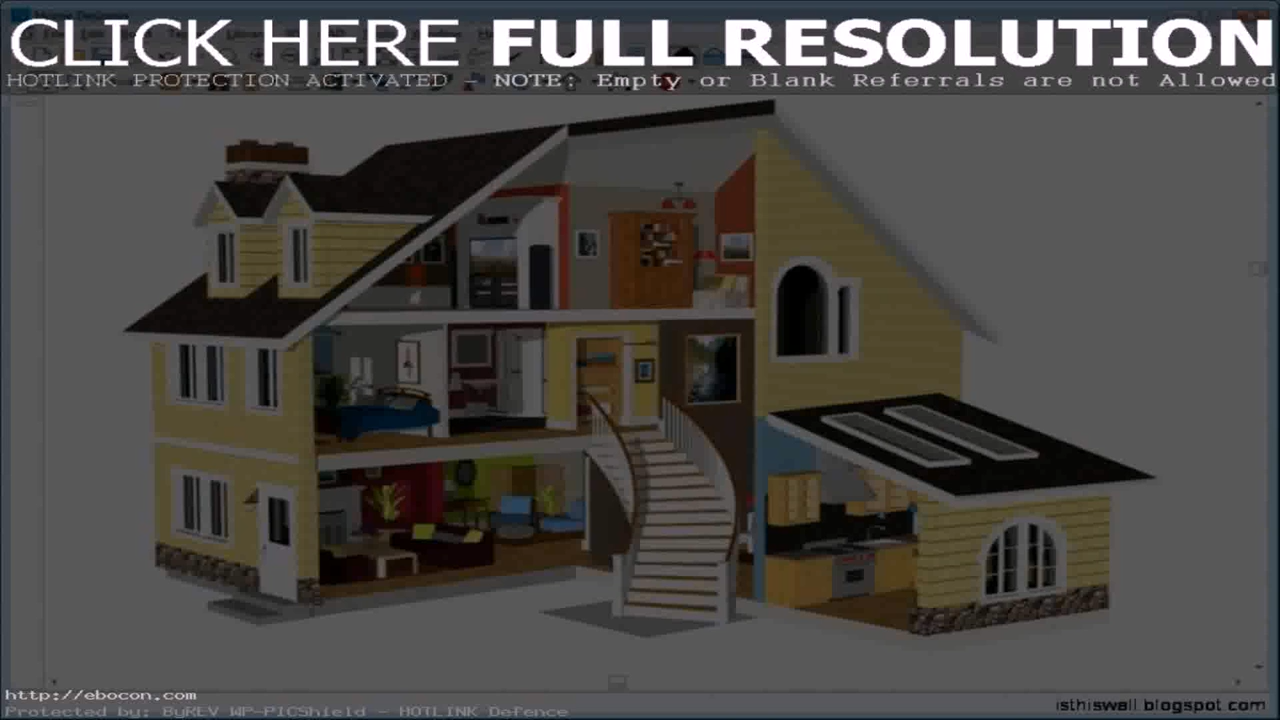 CLICK HERE FULL RESOLUTION
HOTLINK PROTECTION ACTIVATED - NOTE: Empty or Blank Referrals are not Allowed
http://ebocon.com
Protected by: ByREV WP-PICShield - HOTLINK Defence
isthiswall.blogspot.com